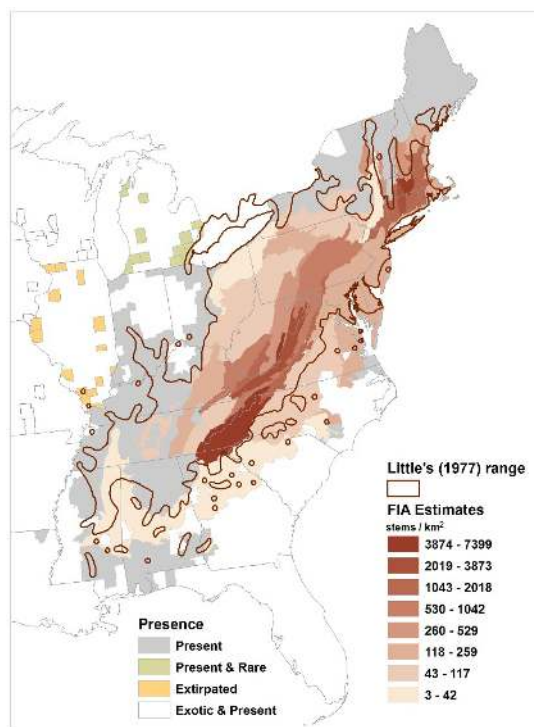 Little's (1977) range
FIA Estimates
stems / km²
3874 - 7399
2019 - 3873
1043 - 2018
530 - 1042
260 - 529
118 - 259
43 - 117
3 - 42
Presence
Present
Present & Rare
Extirpated
Exotic & Present